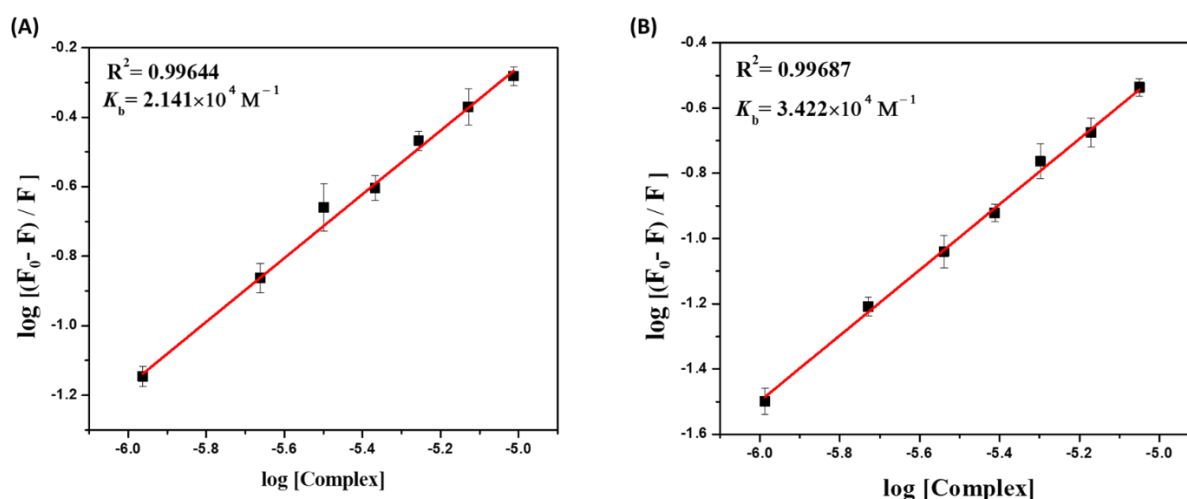 (A)
R²= 0.99644
K_b= 2.141×10⁴ M⁻¹
-0.2
-0.4
-0.6
-0.8
-1.0
-1.2
log [(F₀- F) / F ]
-6.0
-5.8
-5.6
-5.4
-5.2
-5.0
log [Complex]
(B)
R²= 0.99687
K_b= 3.422×10⁴ M⁻¹
-0.4
-0.6
-0.8
-1.0
-1.2
-1.4
-1.6
log [(F₀- F) / F ]
-6.0
-5.8
-5.6
-5.4
-5.2
-5.0
log [Complex]